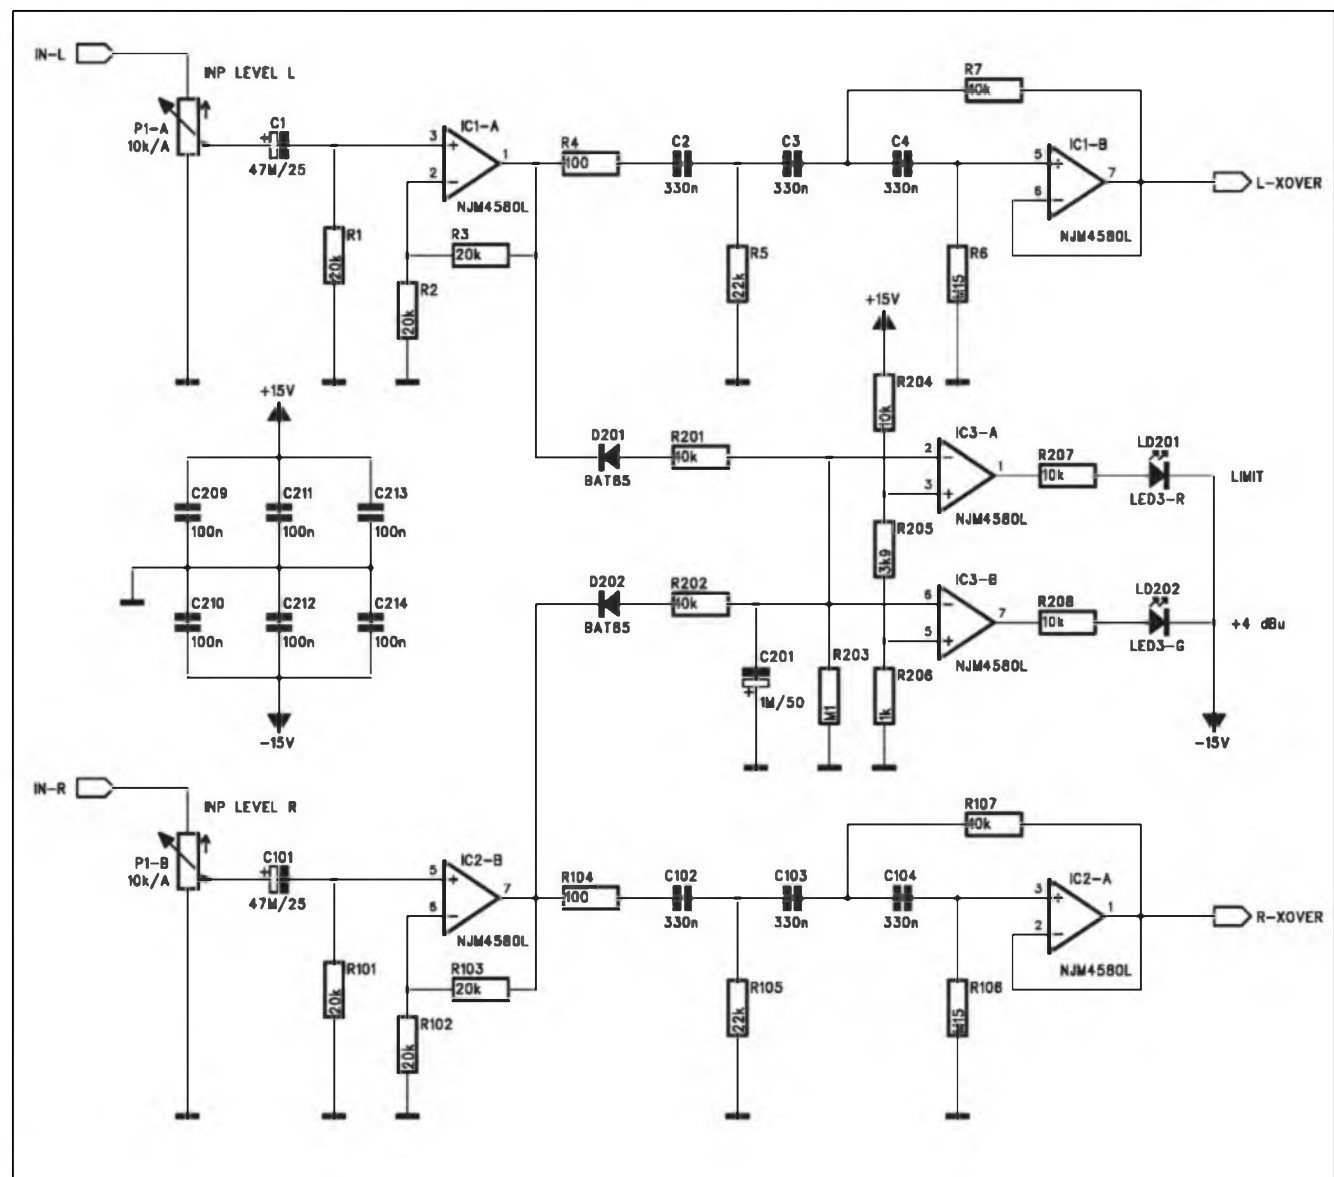 IN-L
INP LEVEL L
P1-A
10k/A
C1
47M/25
R1
20k
3
2
1
IC1-A
NJM4580L
R2
20k
R3
20k
R4
100
C2
330n
R5
22k
C3
330n
C4
330n
R7
10k
R6
M15
5
6
7
IC1-B
NJM4580L
L-XOVER
+15V
C209
100n
C211
100n
C213
100n
C210
100n
C212
100n
C214
100n
-15V
D201
BAT85
R201
10k
+15V
R204
10k
IC3-A
2
3
1
NJM4580L
R205
3k9
R207
10k
LD201
LED3-R
LIMIT
D202
BAT85
R202
10k
C201
1M/50
R203
M1
IC3-B
6
5
7
NJM4580L
R206
1k
R208
10k
LD202
LED3-G
+4 dBu
-15V
IN-R
INP LEVEL R
P1-B
10k/A
C101
47M/25
R101
20k
5
6
7
IC2-B
NJM4580L
R102
20k
R103
20k
R104
100
C102
330n
R105
22k
C103
330n
C104
330n
R107
10k
R106
M15
3
2
1
IC2-A
NJM4580L
R-XOVER